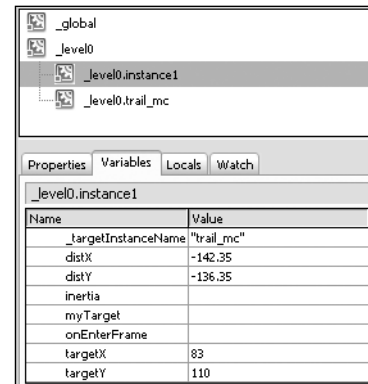 _global
_level0
_level0.instance1
_level0.trail_mc
Properties Variables Locals Watch
_level0.instance1
Name Value
_targetInstanceName "trail_mc"
distX -142.35
distY -136.35
inertia
myTarget
onEnterFrame
targetX 83
targetY 110